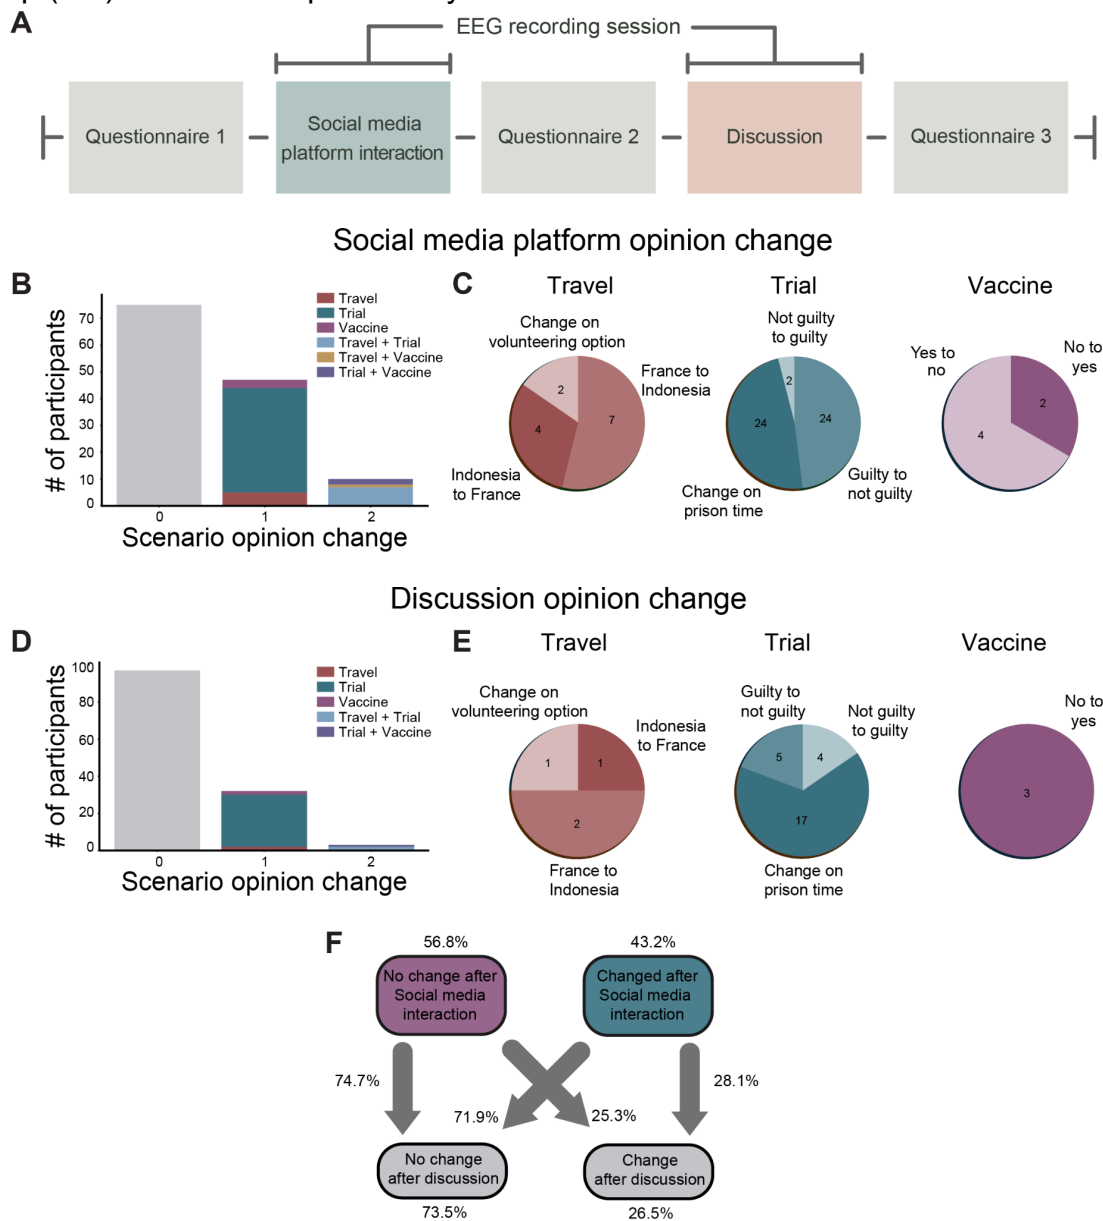 A
EEG recording session
Questionnaire 1
Social media
platform interaction
Questionnaire 2
Discussion
Questionnaire 3
Social media platform opinion change
B
# of participants
70
60
50
40
30
20
10
0
0
1
2
Scenario opinion change
Travel
Trial
Vaccine
Travel + Trial
Travel + Vaccine
Trial + Vaccine
C
Travel
Change on
volunteering option
France to
Indonesia
Indonesia
to France
2
7
4
Trial
Not guilty
to guilty
2
24
24
Change on
prison time
Guilty to
not guilty
Vaccine
Yes to
no
No to
yes
2
4
Discussion opinion change
D
# of participants
100
80
60
40
20
0
0
1
2
Scenario opinion change
Travel
Trial
Vaccine
Travel + Trial
Trial + Vaccine
E
Travel
Change on
volunteering option
Indonesia
to France
1
1
2
France to
Indonesia
Trial
Guilty to
not guilty
Not guilty
to guilty
5
4
17
Change on
prison time
Vaccine
No to
yes
3
F
56.8%
43.2%
No change after
Social media
interaction
Changed after
Social media
interaction
74.7%
71.9%
25.3%
28.1%
No change
after discussion
Change
after discussion
73.5%
26.5%